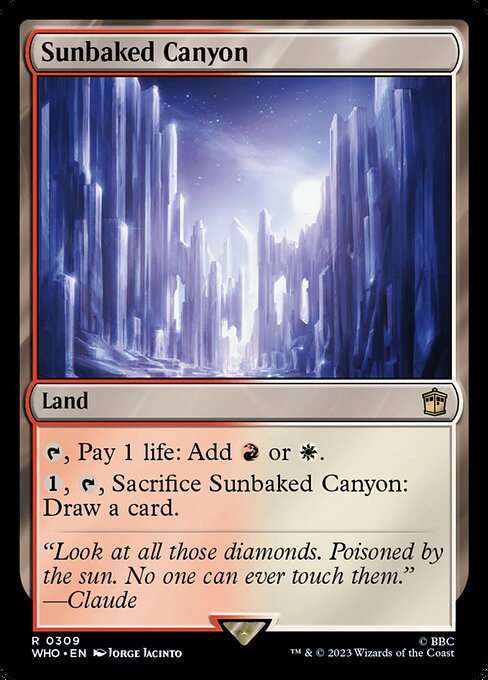 Sunbaked Canyon
Land
, Pay 1 life: Add or .
1, , Sacrifice Sunbaked Canyon:
Draw a card.
“Look at all those diamonds. Poisoned by
the sun. No one can ever touch them.”
—Claude
R 0309
WHO • EN Jorge Jacinto
© BBC
™ & © 2023 Wizards of the Coast